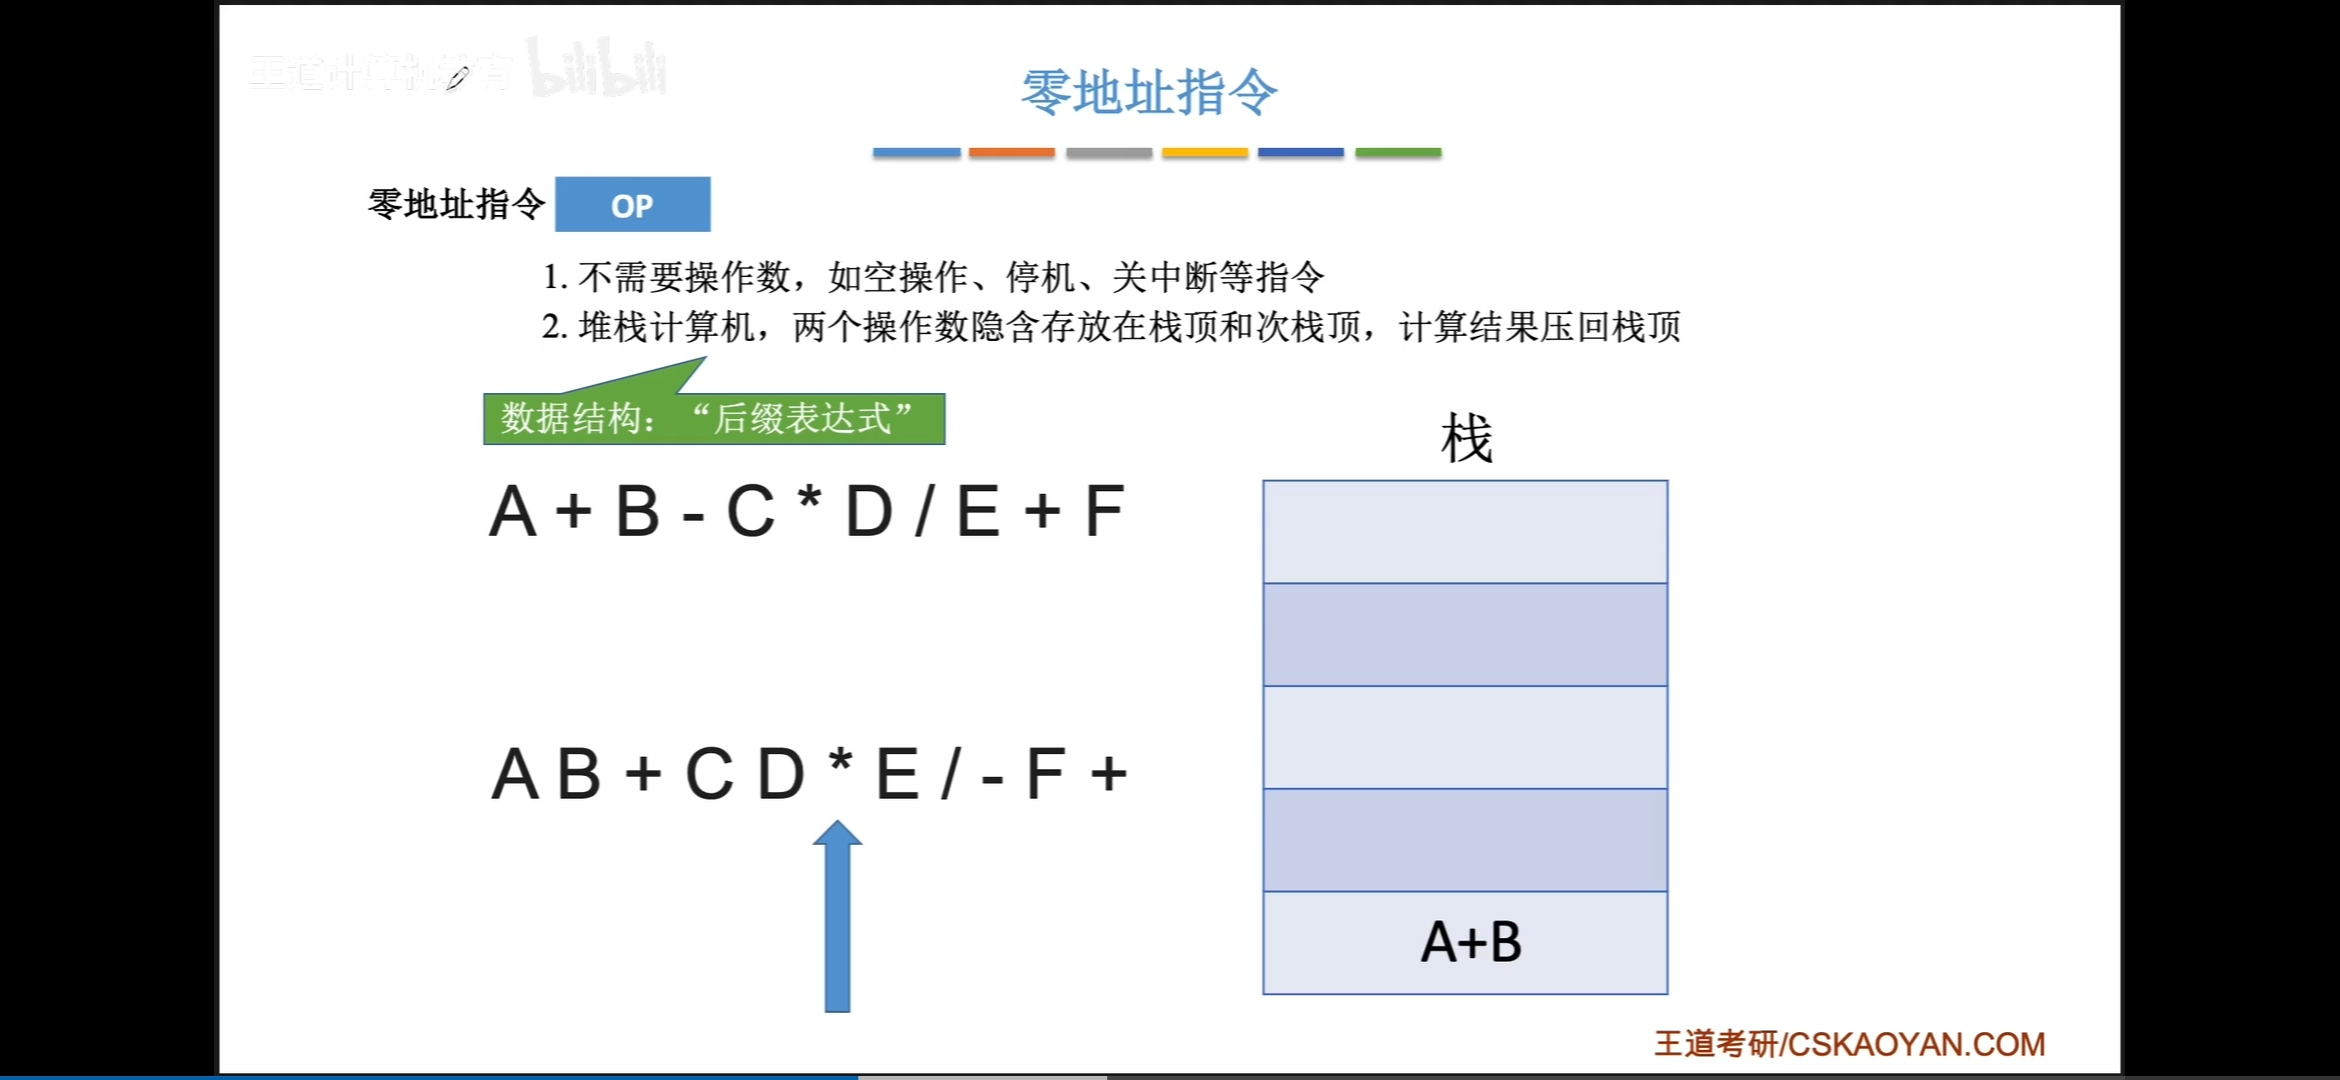 王道计算机教育 bilibili
零地址指令
零地址指令 OP
1. 不需要操作数，如空操作、停机、关中断等指令
2. 堆栈计算机，两个操作数隐含存放在栈顶和次栈顶，计算结果压回栈顶
数据结构：“后缀表达式”
栈
A + B - C * D / E + F
A B + C D * E / - F +
A+B
王道考研/CSKAOYAN.COM